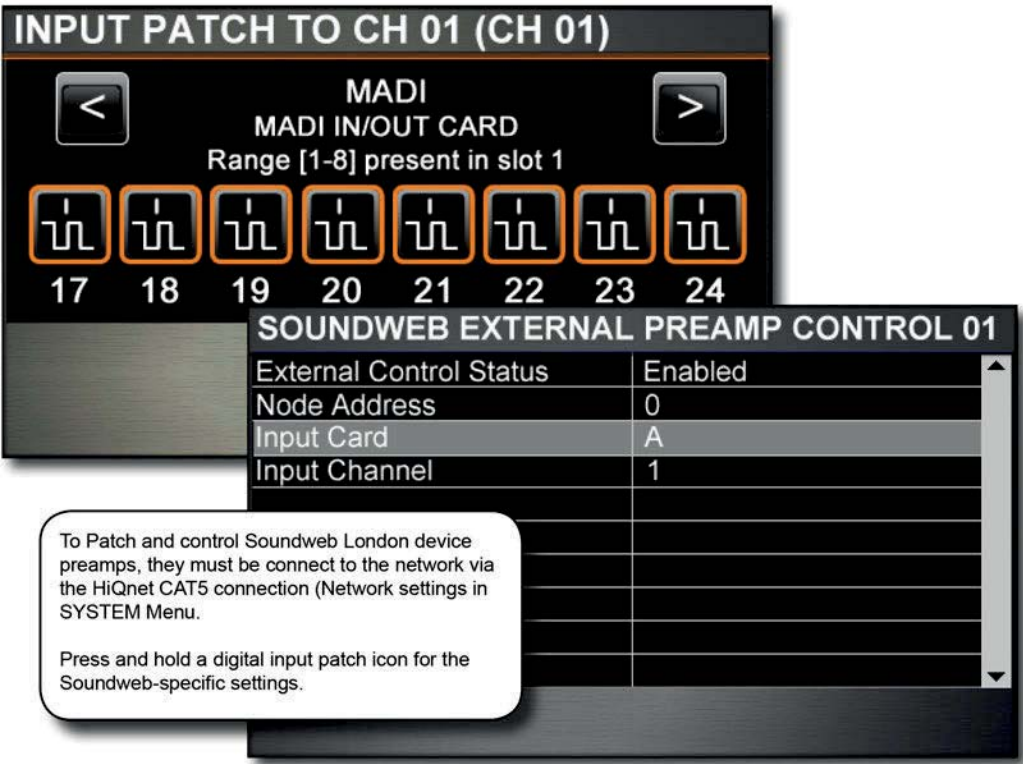 INPUT PATCH TO CH 01 (CH 01)
<
MADI
>
MADI IN/OUT CARD
Range [1-8] present in slot 1
17 18 19 20 21 22 23 24
SOUNDWEB EXTERNAL PREAMP CONTROL 01
External Control Status Enabled
Node Address 0
Input Card A
Input Channel 1
To Patch and control Soundweb London device
preamps, they must be connect to the network via
the HiQnet CAT5 connection (Network settings in
SYSTEM Menu.
Press and hold a digital input patch icon for the
Soundweb-specific settings.